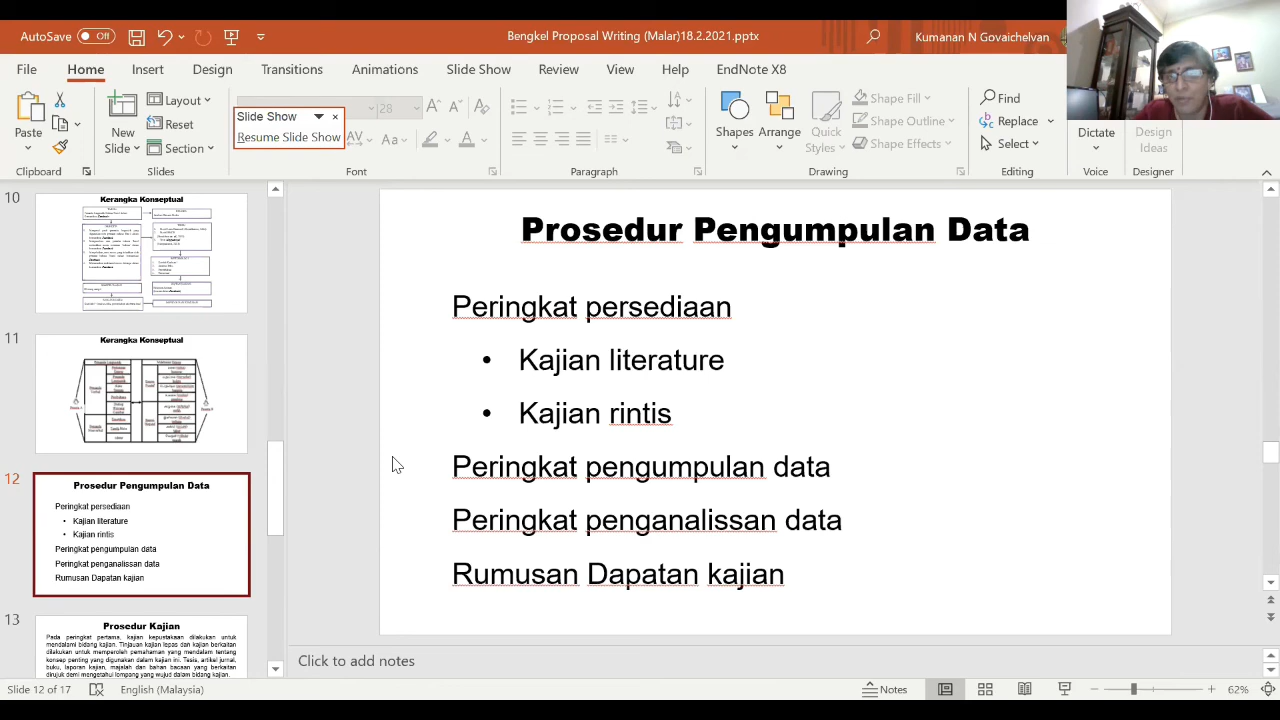 AutoSave Off
Bengkel Proposal Writing (Malar)18.2.2021.pptx
Kumanan N Govaichelvan
File Home Insert Design Transitions Animations Slide Show Review View Help EndNote X8
Paste
Clipboard
New
Slide
Layout
Reset
Section
Slides
28
Slide Show
Resume Slide Show
Font
Paragraph
Shapes
Arrange
Quick
Styles
Shape Fill
Shape Outline
Shape Effects
Drawing
Find
Replace
Select
Editing
Dictate
Voice
Design
Ideas
Designer
10
Kerangka Konseptual
11
Kerangka Konseptual
12
Prosedur Pengumpulan Data
Peringkat persediaan
• Kajian literature
• Kajian rintis
Peringkat pengumpulan data
Peringkat penganalissan data
Rumusan Dapatan kajian
13
Prosedur Kajian
Pada peringkat pertama, kajian kepustakaan dilakukan untuk
mendalami bidang kajian. Tinjauan kajian lepas dan kajian berkaitan
dilakukan untuk memperoleh pemahaman yang mendalam tentang
konsep penting yang digunakan dalam kajian ini. Tesis, artikel jurnal,
buku, laporan kajian, majalah dan bahan bacaan yang berkaitan
dirujuk demi mengetahui lompang yang wujud dalam bidang kajian.
Prosedur Pengumpulan Data
Peringkat persediaan
• Kajian literature
• Kajian rintis
Peringkat pengumpulan data
Peringkat penganalissan data
Rumusan Dapatan kajian
Click to add notes
Slide 12 of 17
English (Malaysia)
Notes
62%